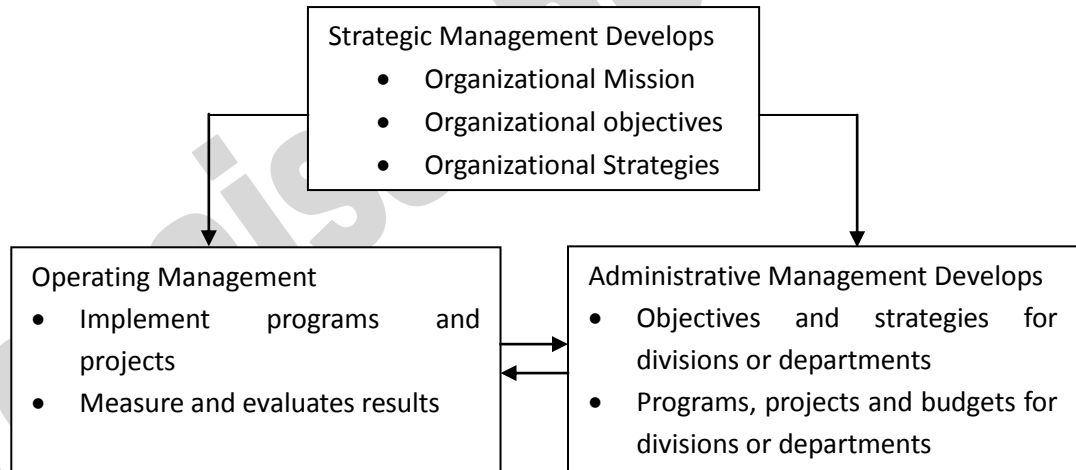 Strategic Management Develops
• Organizational Mission
• Organizational objectives
• Organizational Strategies
Operating Management
• Implement programs and
projects
• Measure and evaluates results
Administrative Management Develops
• Objectives and strategies for
divisions or departments
• Programs, projects and budgets for
divisions or departments